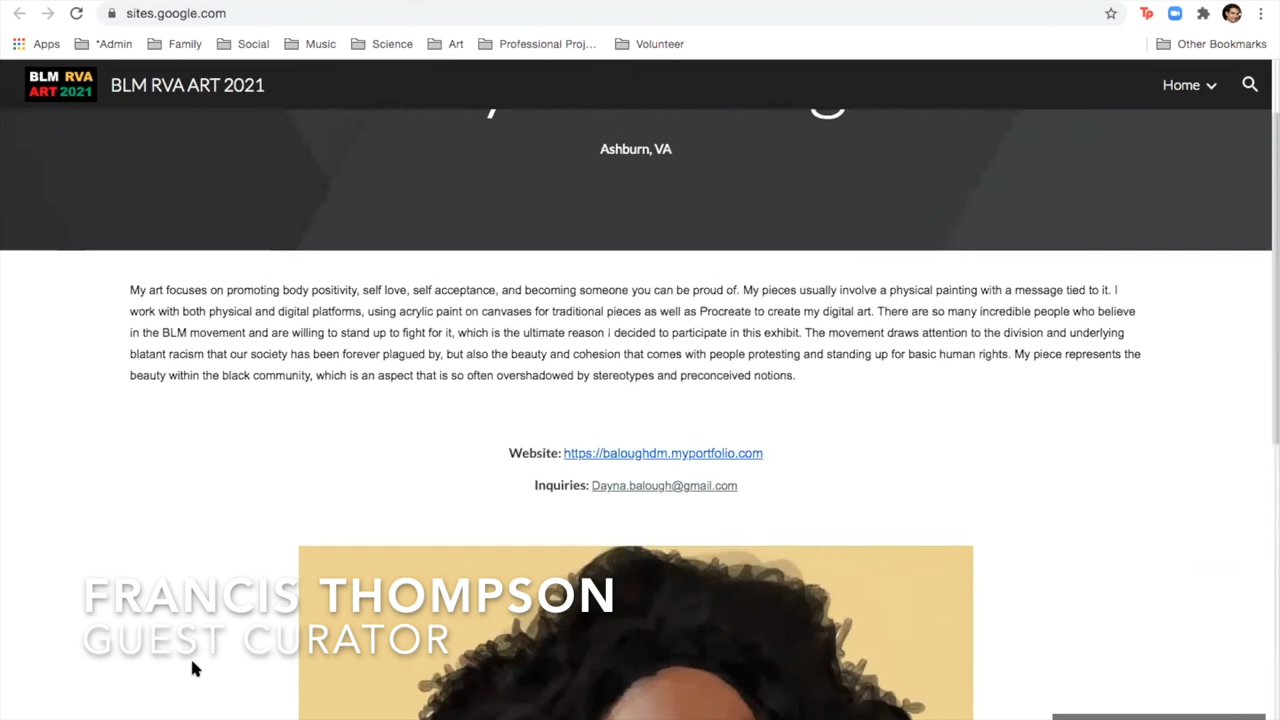 sites.google.com
Tp
Apps *Admin Family Social Music Science Art Professional Proj... Volunteer Other Bookmarks
BLM RVA
ART 2021
BLM RVA ART 2021
Home
Ashburn, VA
My art focuses on promoting body positivity, self love, self acceptance, and becoming someone you can be proud of. My pieces usually involve a physical painting with a message tied to it. I
work with both physical and digital platforms, using acrylic paint on canvases for traditional pieces as well as Procreate to create my digital art. There are so many incredible people who believe
in the BLM movement and are willing to stand up to fight for it, which is the ultimate reason i decided to participate in this exhibit. The movement draws attention to the division and underlying
blatant racism that our society has been forever plagued by, but also the beauty and cohesion that comes with people protesting and standing up for basic human rights. My piece represents the
beauty within the black community, which is an aspect that is so often overshadowed by stereotypes and preconceived notions.
Website: https://baloughdm.myportfolio.com
Inquiries: Dayna.balough@gmail.com
FRANCIS THOMPSON
GUEST CURATOR